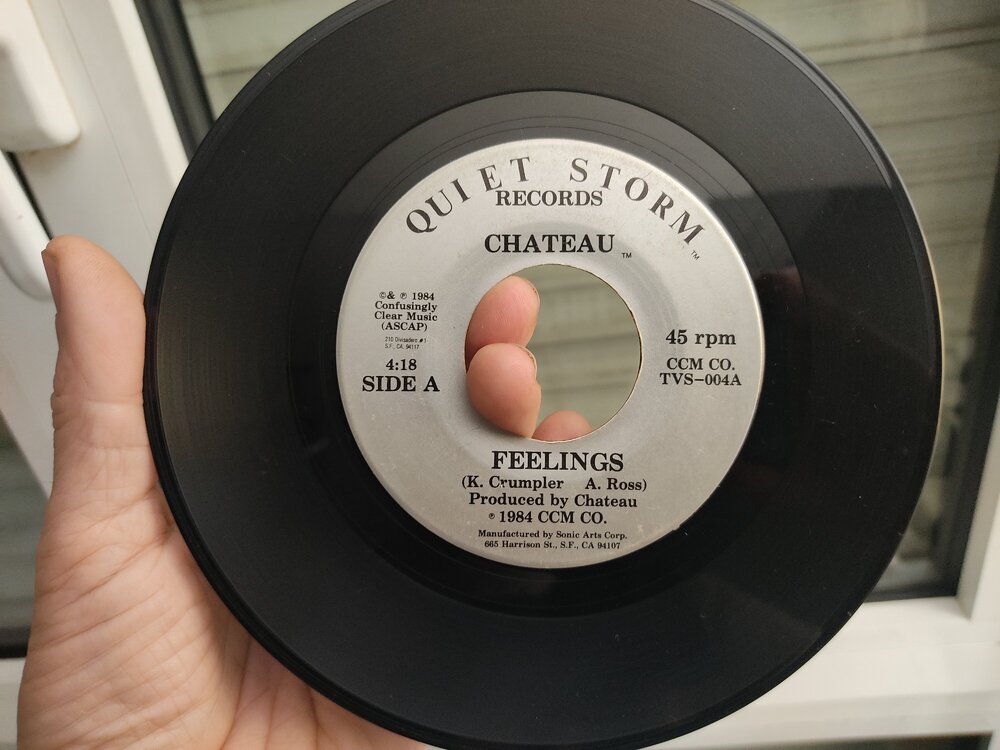 QUIET STORM ™
RECORDS
CHATEAU ™
©& ℗ 1984
Confusingly
Clear Music
(ASCAP)
210 Divisadero #1
S.F. CA. 94117
4:18
SIDE A
45 rpm
CCM CO.
TVS-004A
FEELINGS
(K. Crumpler A. Ross)
Produced by Chateau
℗ 1984 CCM CO.
Manufactured by Sonic Arts Corp.
665 Harrison St., S.F., CA 94107